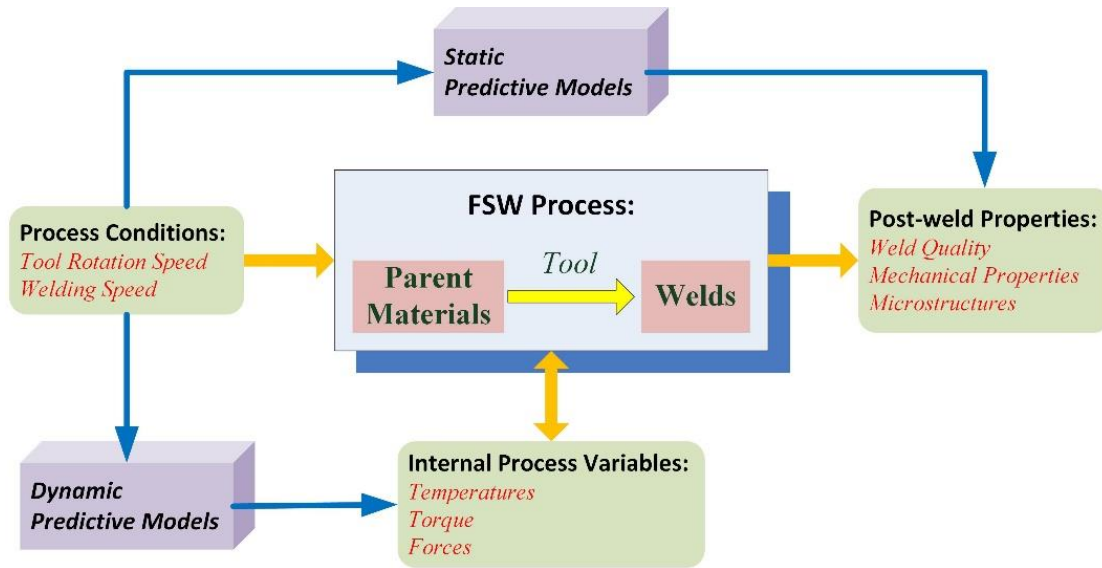 Static
Predictive Models
FSW Process:
Process Conditions:
Tool Rotation Speed
Welding Speed
Parent
Materials
Tool
Welds
Post-weld Properties:
Weld Quality
Mechanical Properties
Microstructures
Dynamic
Predictive Models
Internal Process Variables:
Temperatures
Torque
Forces